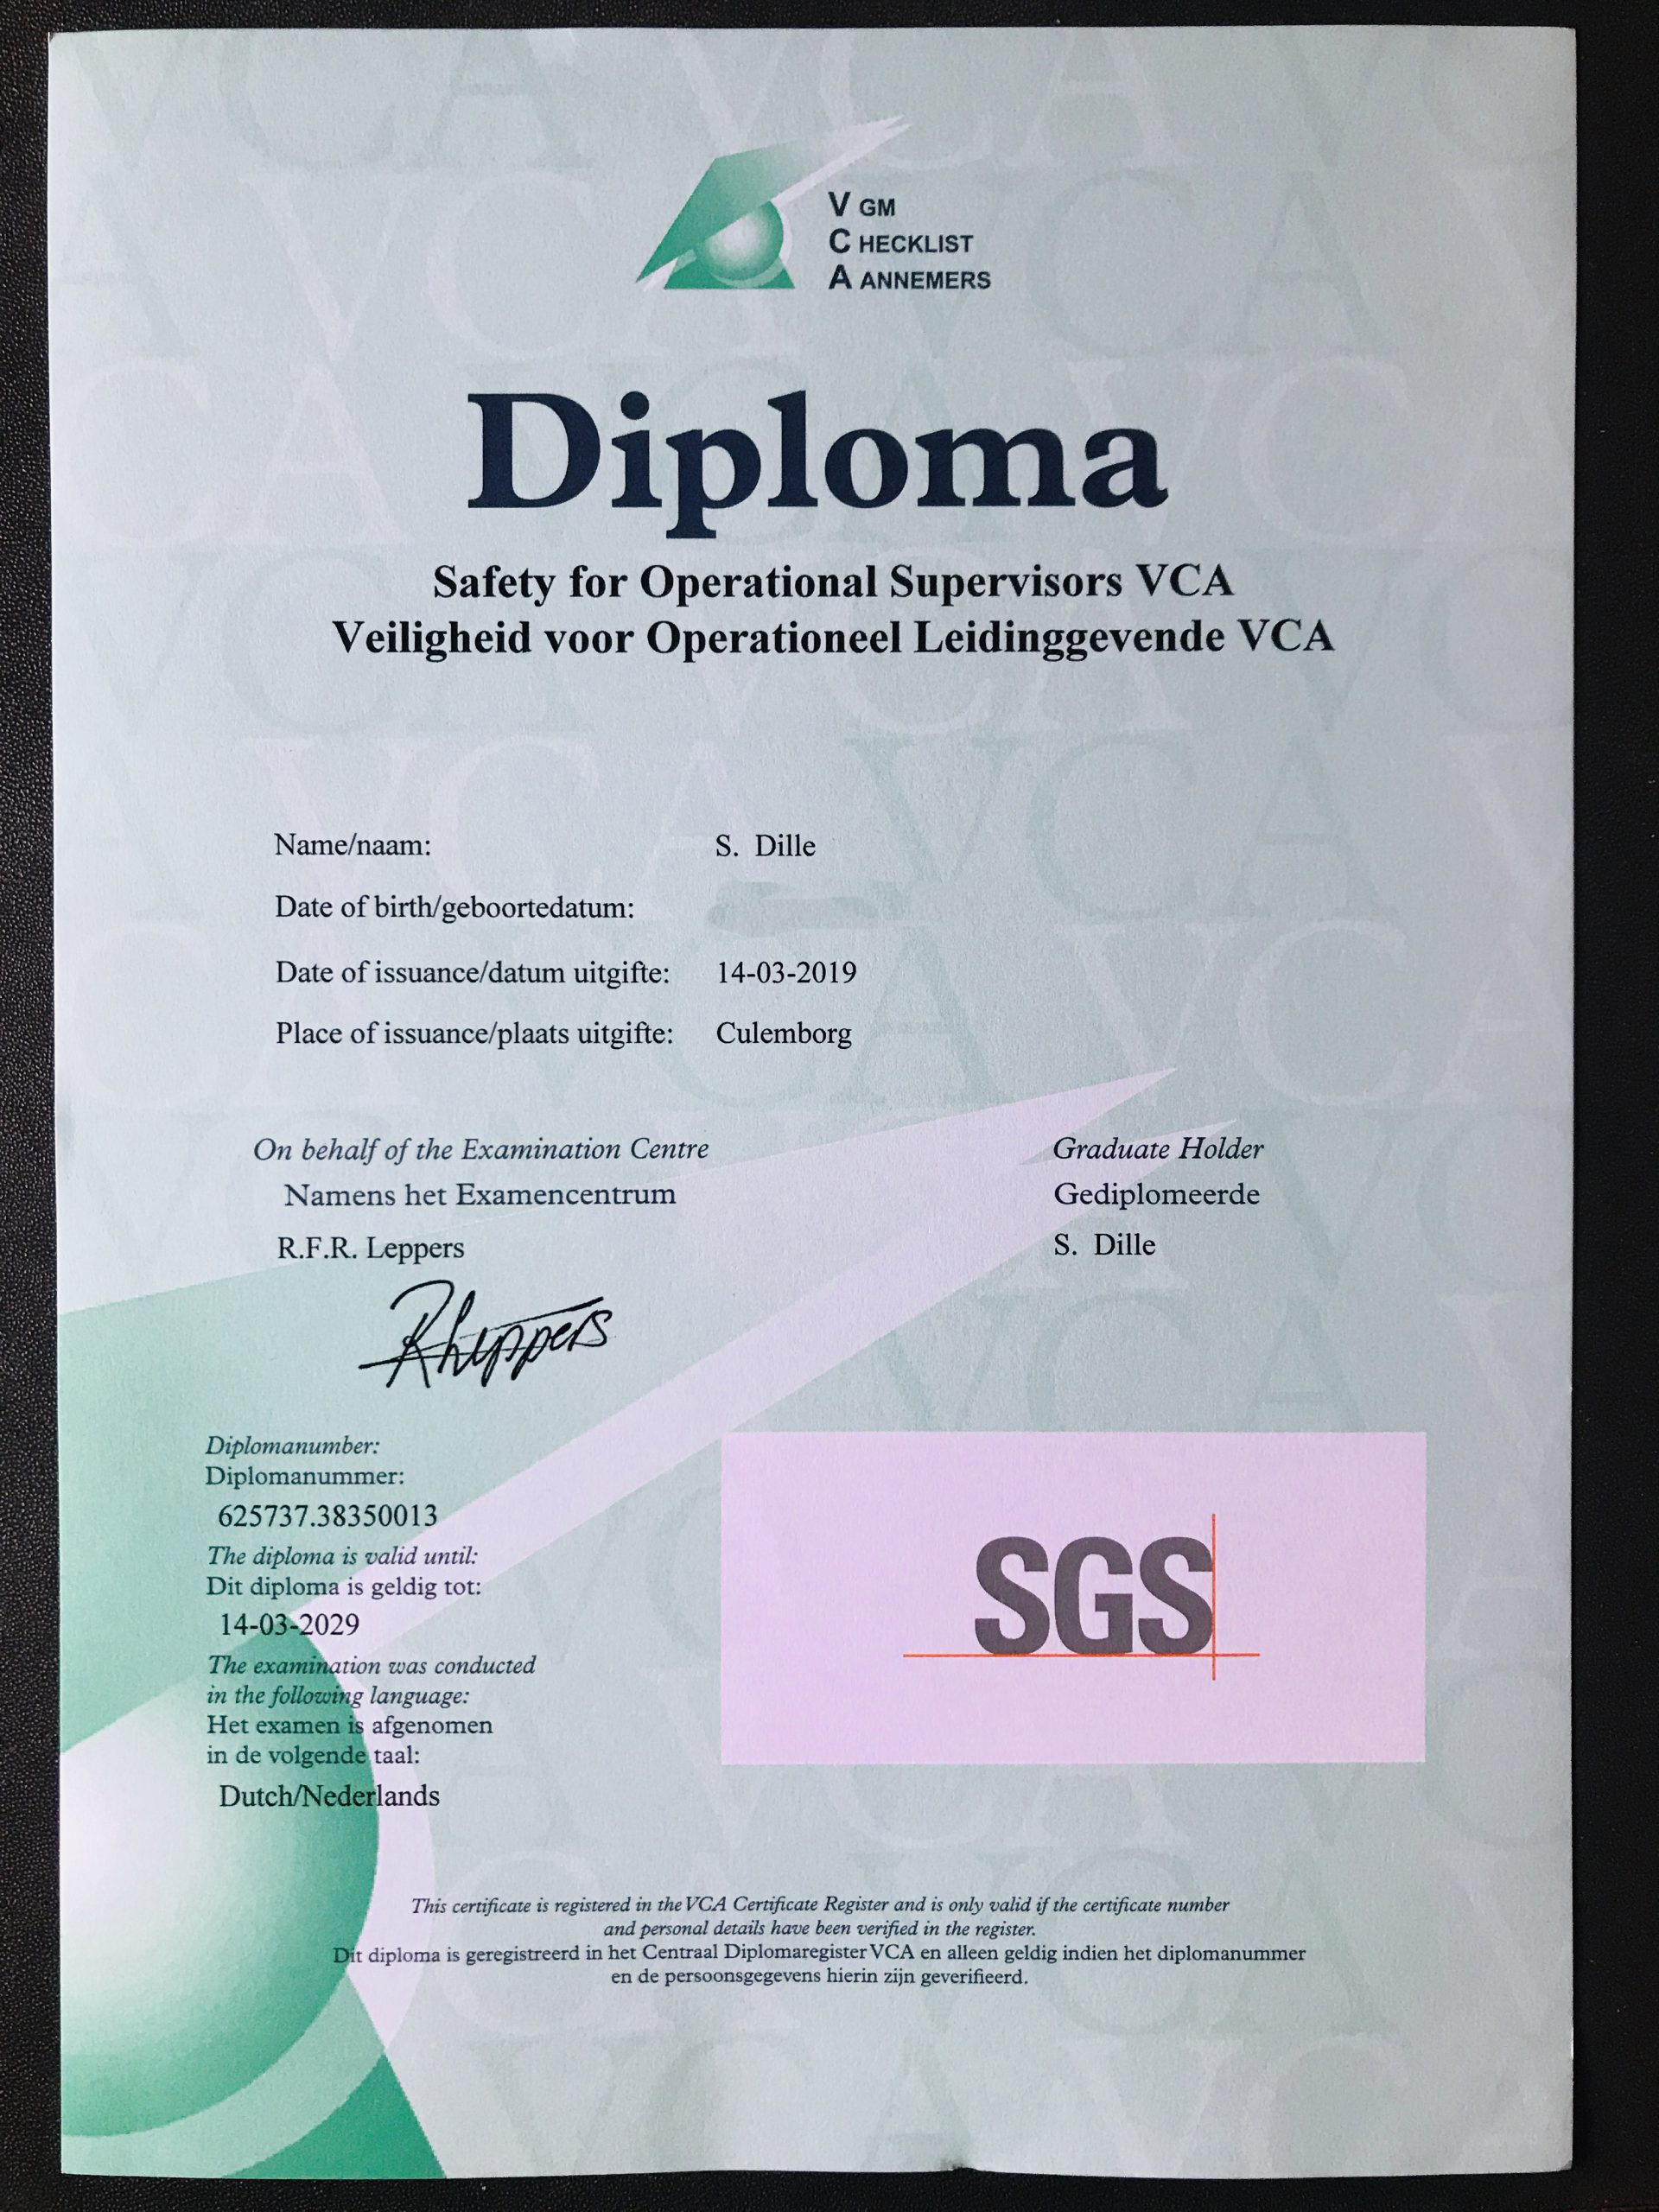 V GM
C HECKLIST
A ANNEMERS
Diploma
Safety for Operational Supervisors VCA
Veiligheid voor Operationeel Leidinggevende VCA
Name/naam: S. Dille
Date of birth/geboortedatum:
Date of issuance/datum uitgifte: 14-03-2019
Place of issuance/plaats uitgifte: Culemborg
On behalf of the Examination Centre
Namens het Examencentrum
R.F.R. Leppers
RLeppers
Graduate Holder
Gediplomeerde
S. Dille
Diplomanumber:
Diplomanummer:
625737.38350013
The diploma is valid until:
Dit diploma is geldig tot:
14-03-2029
The examination was conducted
in the following language:
Het examen is afgenomen
in de volgende taal:
Dutch/Nederlands
SGS
This certificate is registered in the VCA Certificate Register and is only valid if the certificate number
and personal details have been verified in the register.
Dit diploma is geregistreerd in het Centraal Diplomaregister VCA en alleen geldig indien het diplomanummer
en de persoonsgegevens hierin zijn geverifieerd.